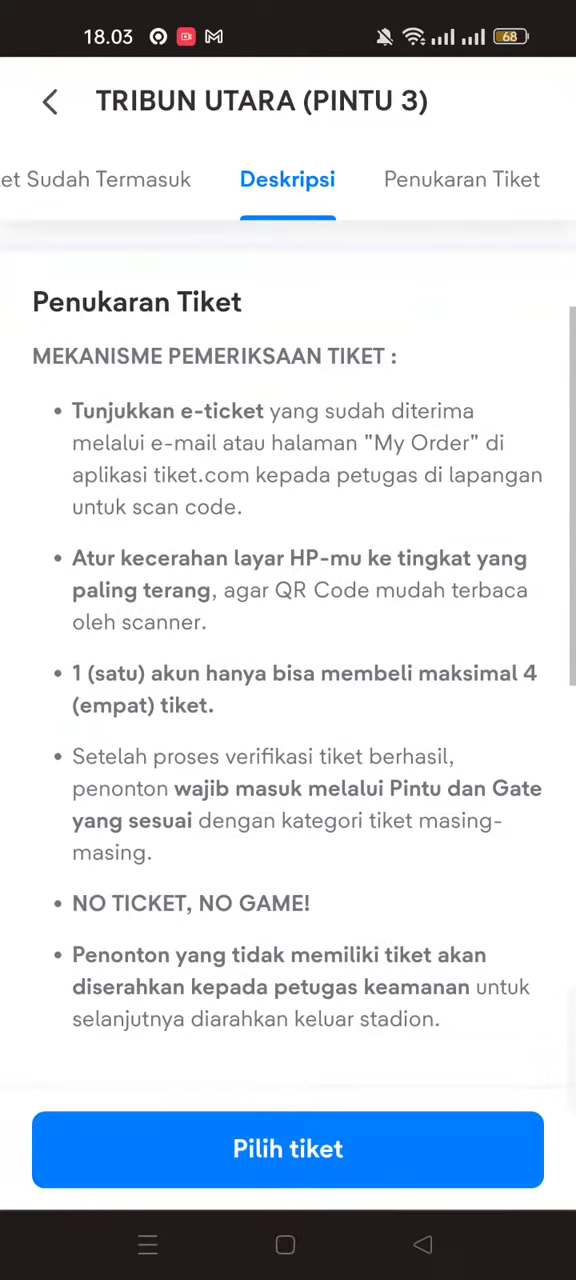 18.03
68
TRIBUN UTARA (PINTU 3)
et Sudah Termasuk
Deskripsi
Penukaran Tiket
Penukaran Tiket
MEKANISME PEMERIKSAAN TIKET :
• Tunjukkan e-ticket yang sudah diterima
melalui e-mail atau halaman "My Order" di
aplikasi tiket.com kepada petugas di lapangan
untuk scan code.
• Atur kecerahan layar HP-mu ke tingkat yang
paling terang, agar QR Code mudah terbaca
oleh scanner.
• 1 (satu) akun hanya bisa membeli maksimal 4
(empat) tiket.
• Setelah proses verifikasi tiket berhasil,
penonton wajib masuk melalui Pintu dan Gate
yang sesuai dengan kategori tiket masing-
masing.
• NO TICKET, NO GAME!
• Penonton yang tidak memiliki tiket akan
diserahkan kepada petugas keamanan untuk
selanjutnya diarahkan keluar stadion.
Pilih tiket